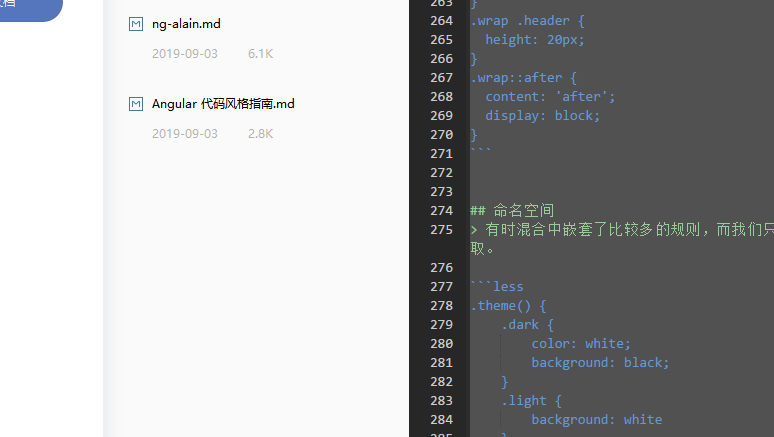 文档
ng-alain.md
2019-09-03 6.1K
Angular 代码风格指南.md
2019-09-03 2.8K
263 }
264 .wrap .header {
265   height: 20px;
266 }
267 .wrap::after {
268   content: 'after';
269   display: block;
270 }
271 ```
272
273
274 ## 命名空间
275 > 有时混合中嵌套了比较多的规则，而我们只
取。
276
277 ```less
278 .theme() {
279     .dark {
280         color: white;
281         background: black;
282     }
283     .light {
284         background: white
285     }